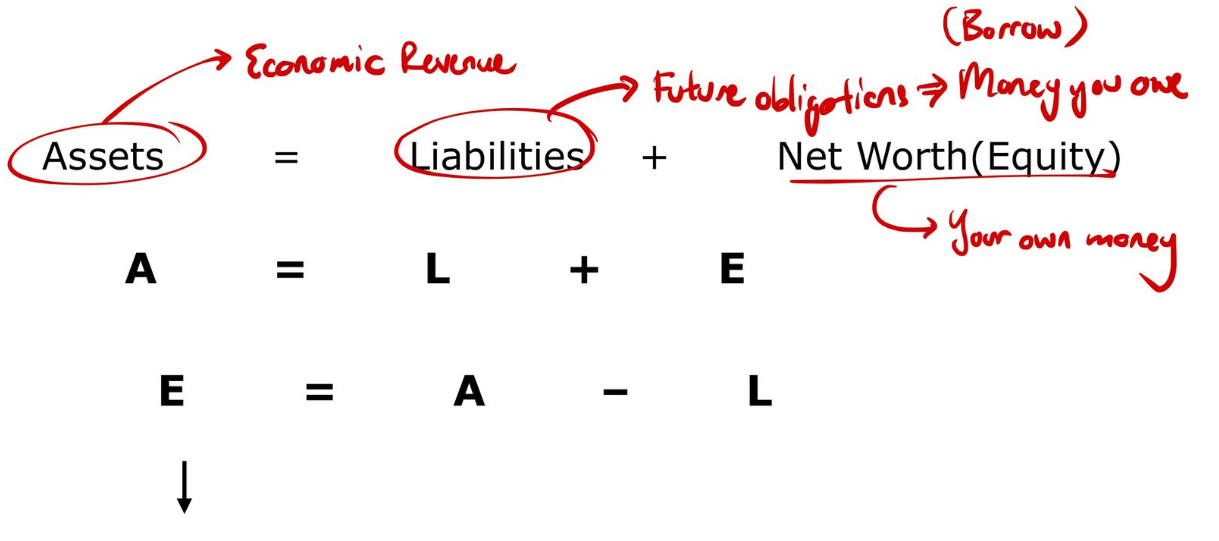 (Borrow)
Economic Revenue
Future obligations ⇒ Money you owe
Assets = Liabilities + Net Worth(Equity)
Your own money
A = L + E
E = A – L